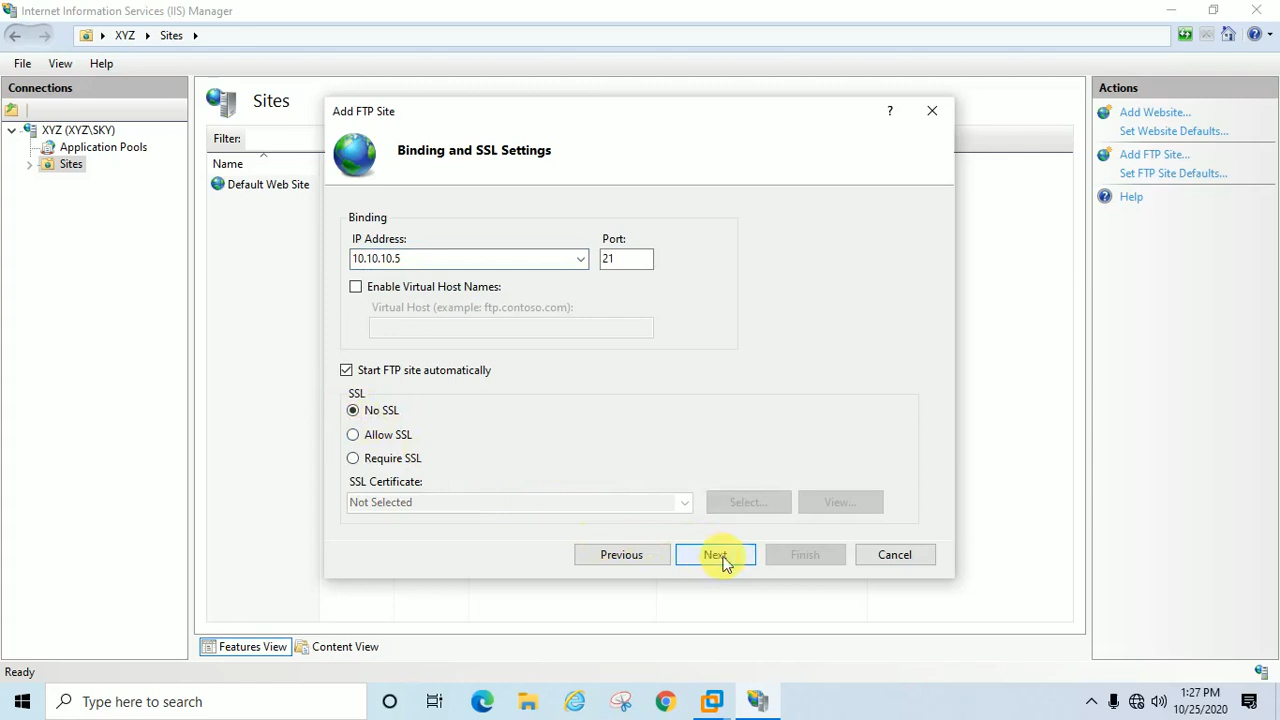 Internet Information Services (IIS) Manager
XYZ
Sites
File
View
Help
Connections
XYZ (XYZ\SKY)
Application Pools
Sites
Sites
Filter:
Name
Default Web Site
Add FTP Site
?
Binding and SSL Settings
Binding
IP Address:
Port:
10.10.10.5
21
Enable Virtual Host Names:
Virtual Host (example: ftp.contoso.com):
Start FTP site automatically
SSL
No SSL
Allow SSL
Require SSL
SSL Certificate:
Not Selected
Select...
View...
Previous
Next
Finish
Cancel
Actions
Add Website...
Set Website Defaults...
Add FTP Site...
Set FTP Site Defaults...
Help
Features View
Content View
Ready
Type here to search
1:27 PM
10/25/2020